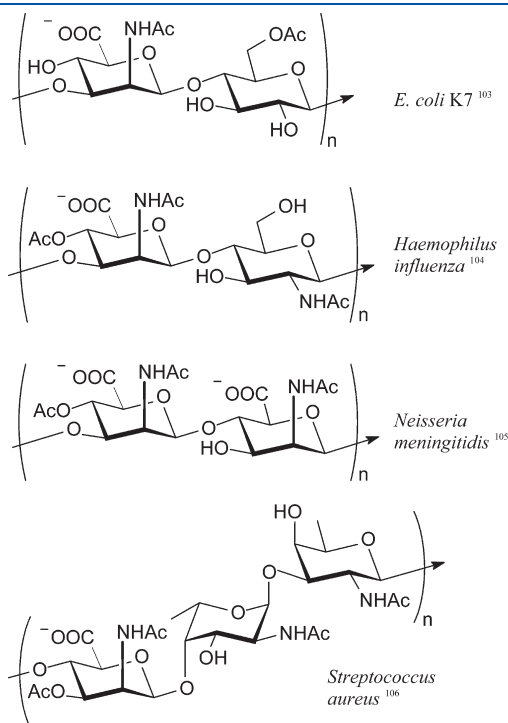 −OOC NHAc OAc
HO O O
O O HO
HO
n
E. coli K7 103
−OOC NHAc OH
AcO O O
O O HO
NHAc
n
Haemophilus
influenza 104
−OOC NHAc −OOC NHAc
AcO O O
O O HO
n
Neisseria
meningitidis 105
HO
O
O
NHAc
n
O
−OOC NHAc NHAc
OH
O O
AcO O
Streptococcus
aureus 106